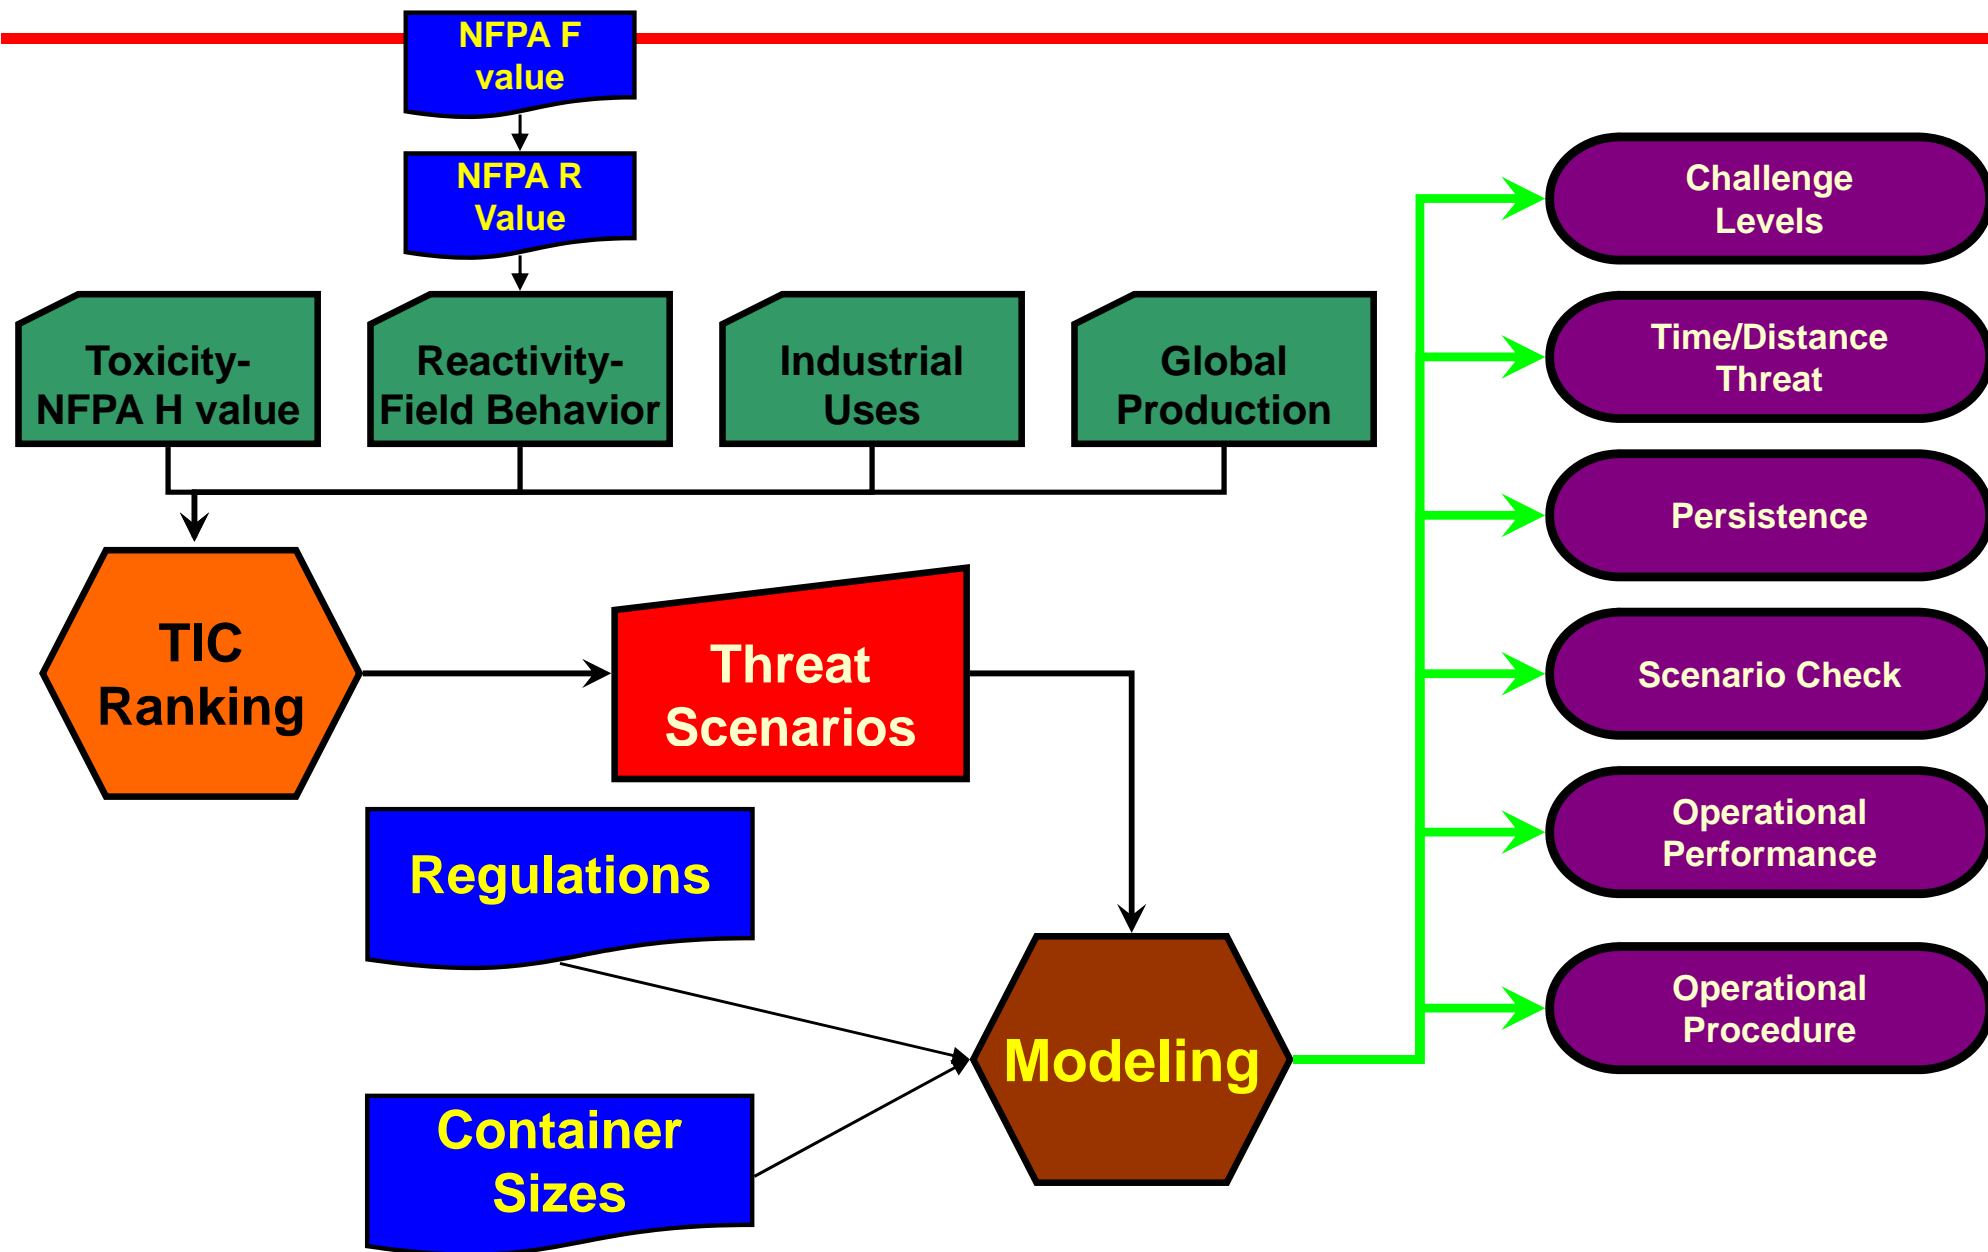 NFPA F
value
NFPA R
Value
Toxicity-
NFPA H value
Reactivity-
Field Behavior
Industrial
Uses
Global
Production
TIC
Ranking
Threat
Scenarios
Regulations
Container
Sizes
Modeling
Challenge
Levels
Time/Distance
Threat
Persistence
Scenario Check
Operational
Performance
Operational
Procedure